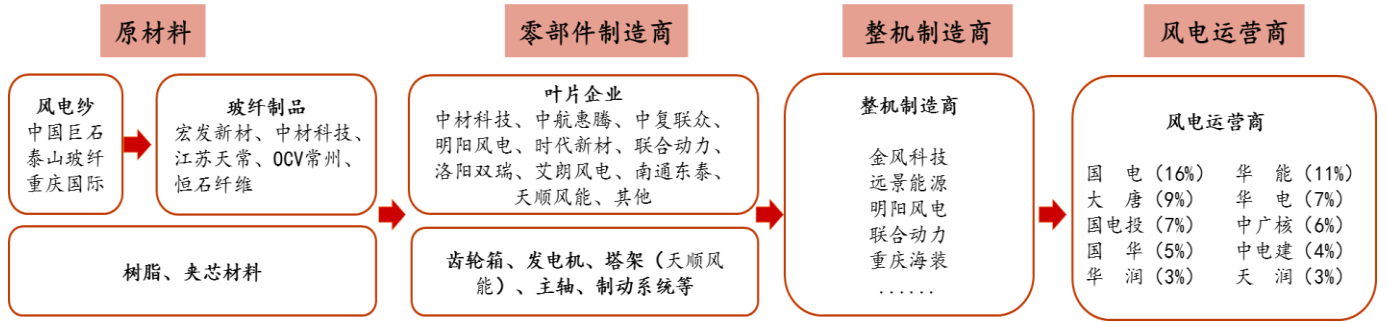 原材料
零部件制造商
整机制造商
风电运营商
风电纱
中国巨石
泰山玻纤
重庆国际
玻纤制品
宏发新材、中材科技、
江苏天常、OCV常州、
恒石纤维
树脂、夹芯材料
叶片企业
中材科技、中航惠腾、中复联众、
明阳风电、时代新材、联合动力、
洛阳双瑞、艾朗风电、南通东泰、
天顺风能、其他
齿轮箱、发电机、塔架（天顺风
能）、主轴、制动系统等
整机制造商
金风科技
远景能源
明阳风电
联合动力
重庆海装
......
风电运营商
国 电（16%） 华 能（11%）
大 唐（9%） 华 电（7%）
国电投（7%） 中广核（6%）
国 华（5%） 中电建（4%）
华 润（3%） 天 润（3%）